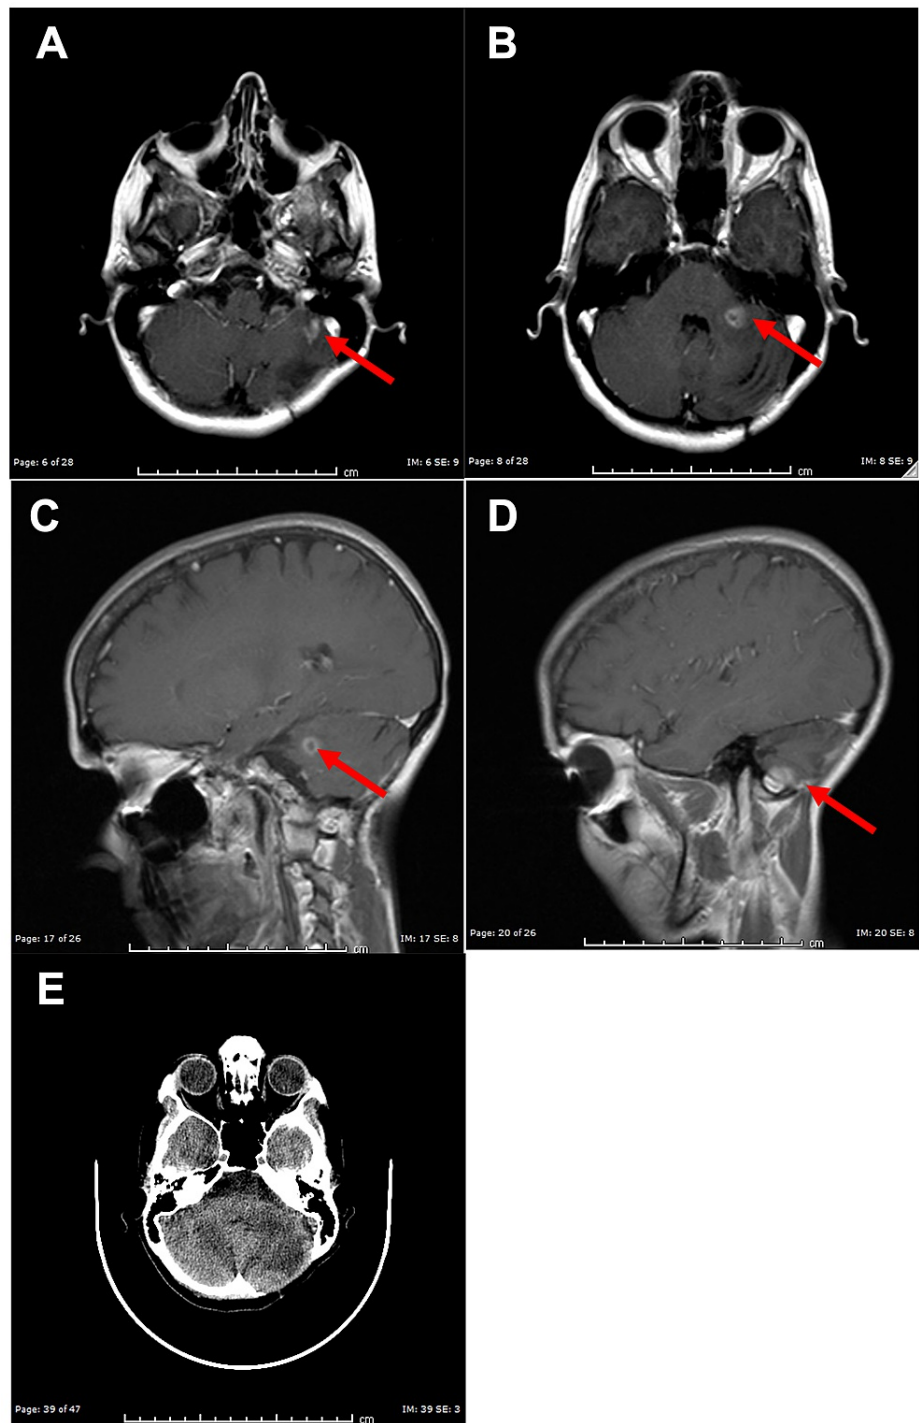 A
B
Page: 6 of 28
cm
IM: 6 SE: 9
Page: 8 of 28
cm
IM: 8 SE: 9
C
D
Page: 17 of 26
cm
IM: 17 SE: 8
Page: 20 of 26
cm
IM: 20 SE: 8
E
Page: 39 of 47
cm
IM: 39 SE: 3